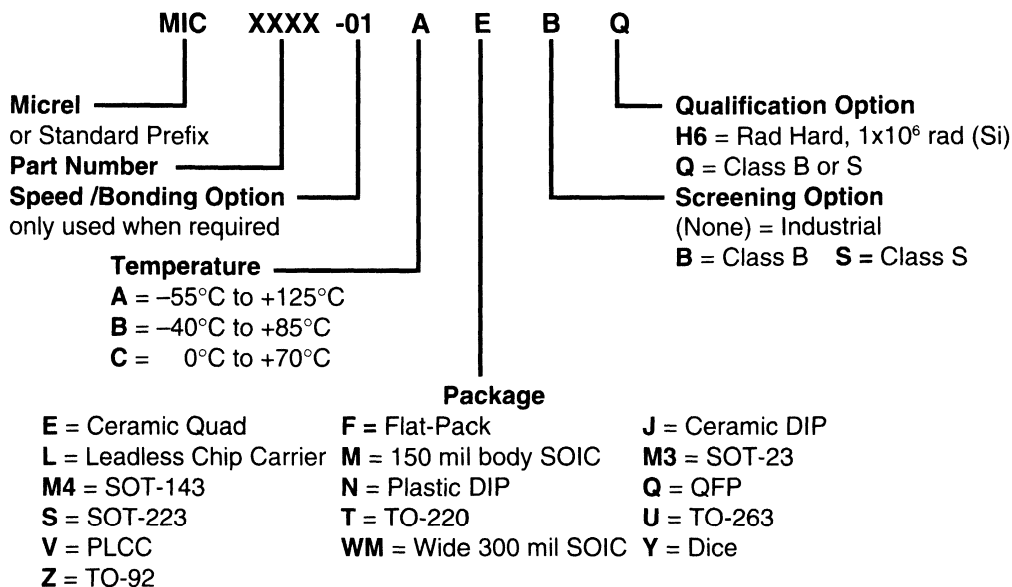 MIC XXXX -01 A E B Q
Micrel
or Standard Prefix
Part Number
Speed /Bonding Option
only used when required
Temperature
A = –55°C to +125°C
B = –40°C to +85°C
C = 0°C to +70°C
Qualification Option
H6 = Rad Hard, 1x10⁶ rad (Si)
Q = Class B or S
Screening Option
(None) = Industrial
B = Class B S = Class S
Package
E = Ceramic Quad F = Flat-Pack J = Ceramic DIP
L = Leadless Chip Carrier M = 150 mil body SOIC M3 = SOT-23
M4 = SOT-143 N = Plastic DIP Q = QFP
S = SOT-223 T = TO-220 U = TO-263
V = PLCC WM = Wide 300 mil SOIC Y = Dice
Z = TO-92